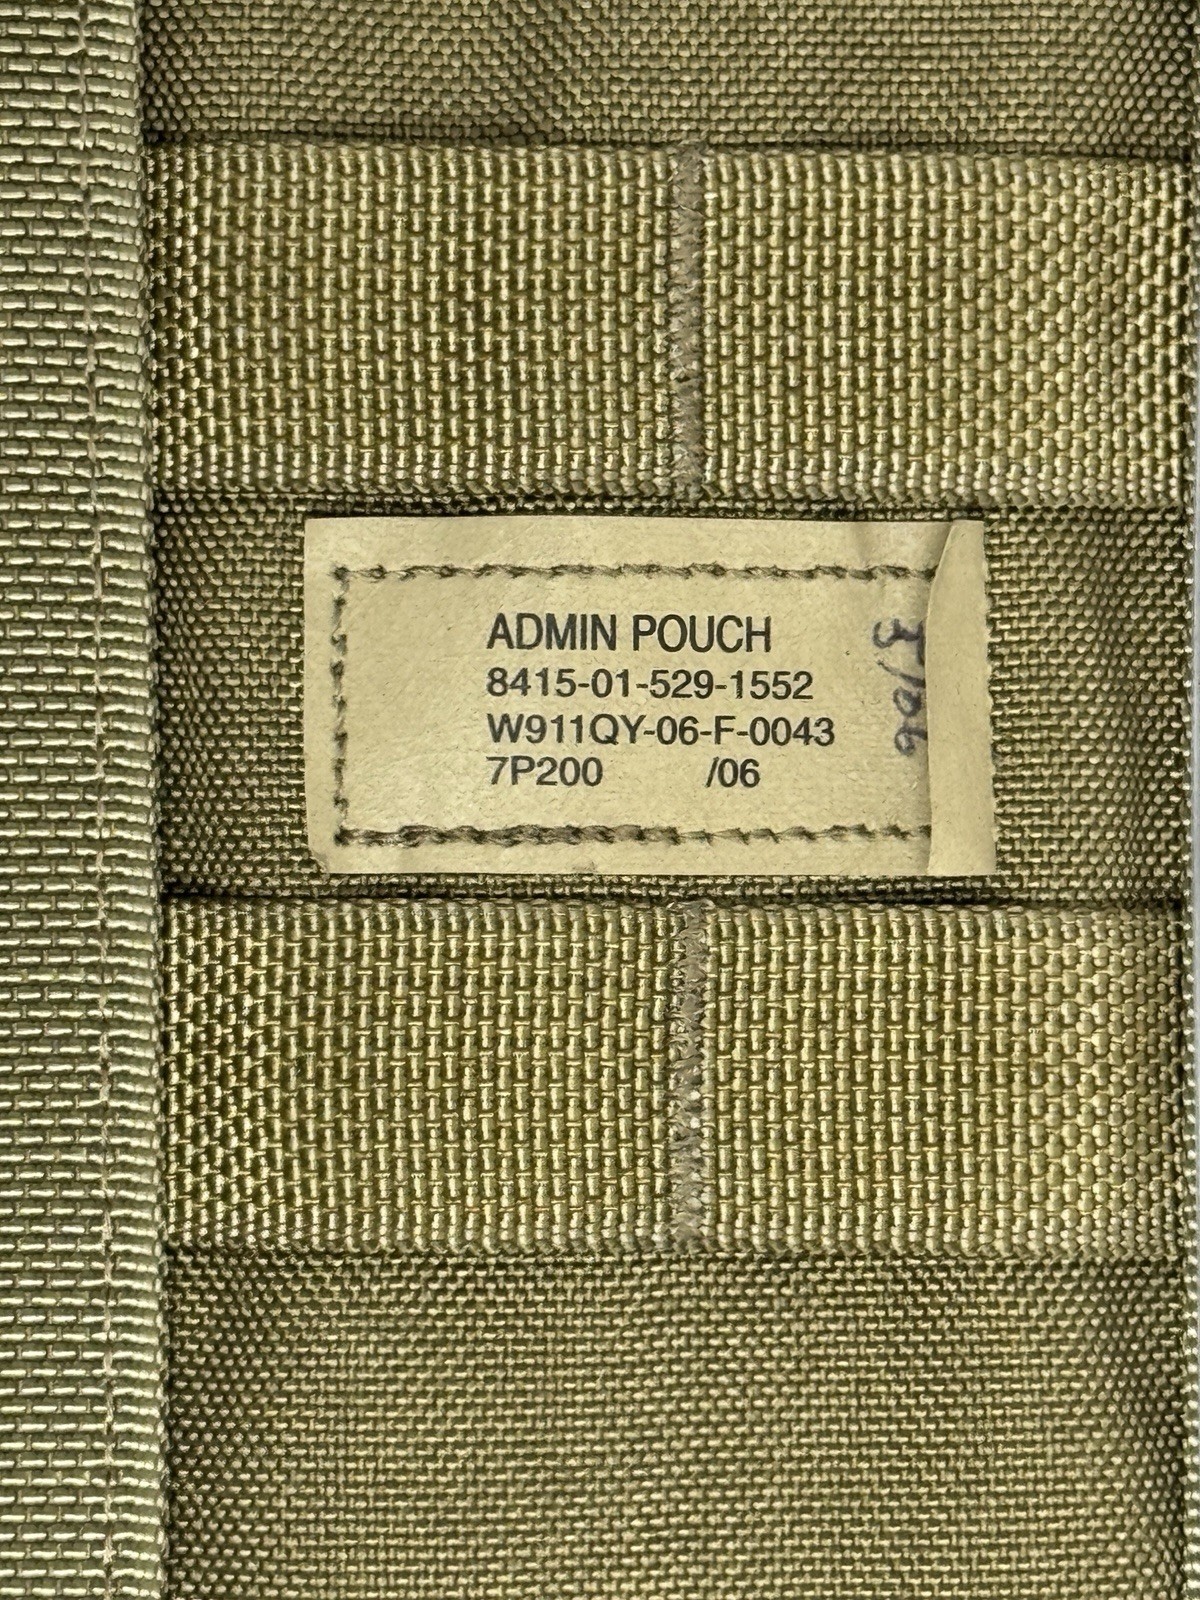 ADMIN POUCH
8415-01-529-1552
W911QY-06-F-0043
7P200 /06